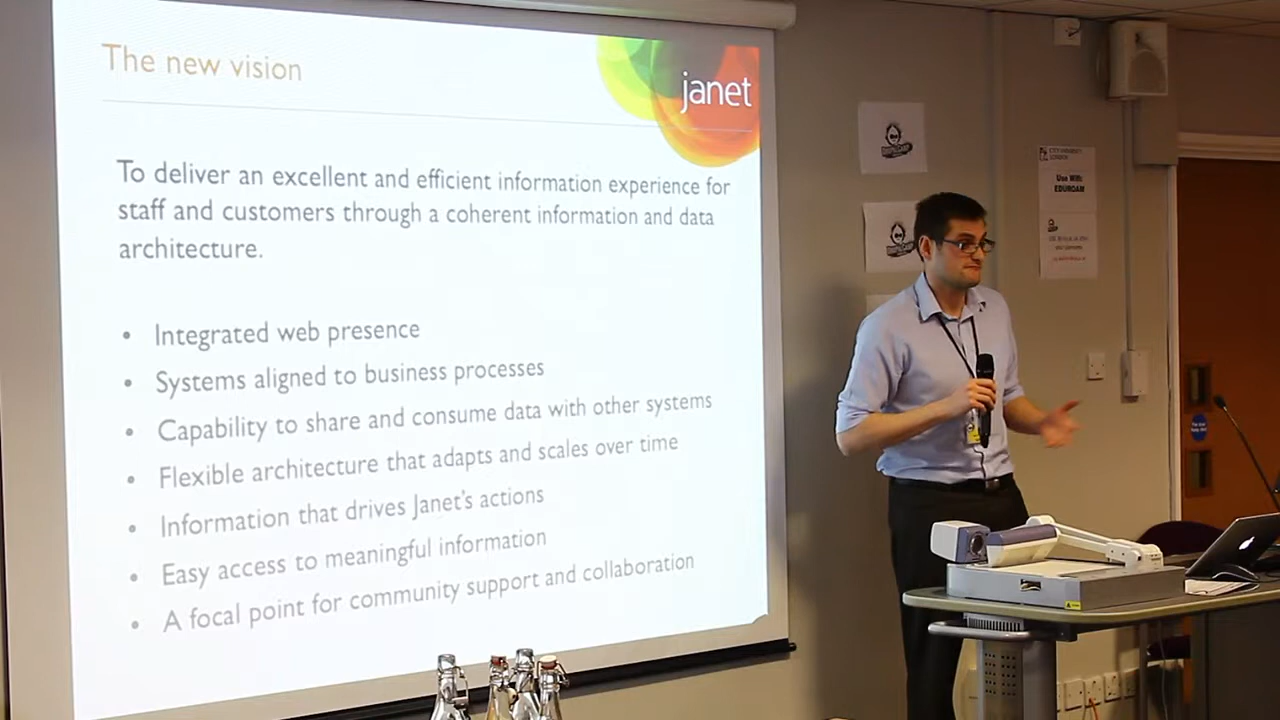 The new vision
janet
To deliver an excellent and efficient information experience for
staff and customers through a coherent information and data
architecture.
• Integrated web presence
• Systems aligned to business processes
• Capability to share and consume data with other systems
• Flexible architecture that adapts and scales over time
• Information that drives Janet's actions
• Easy access to meaningful information
• A focal point for community support and collaboration
CITY UNIVERSITY
LONDON
Use Wifi:
EDUROAM